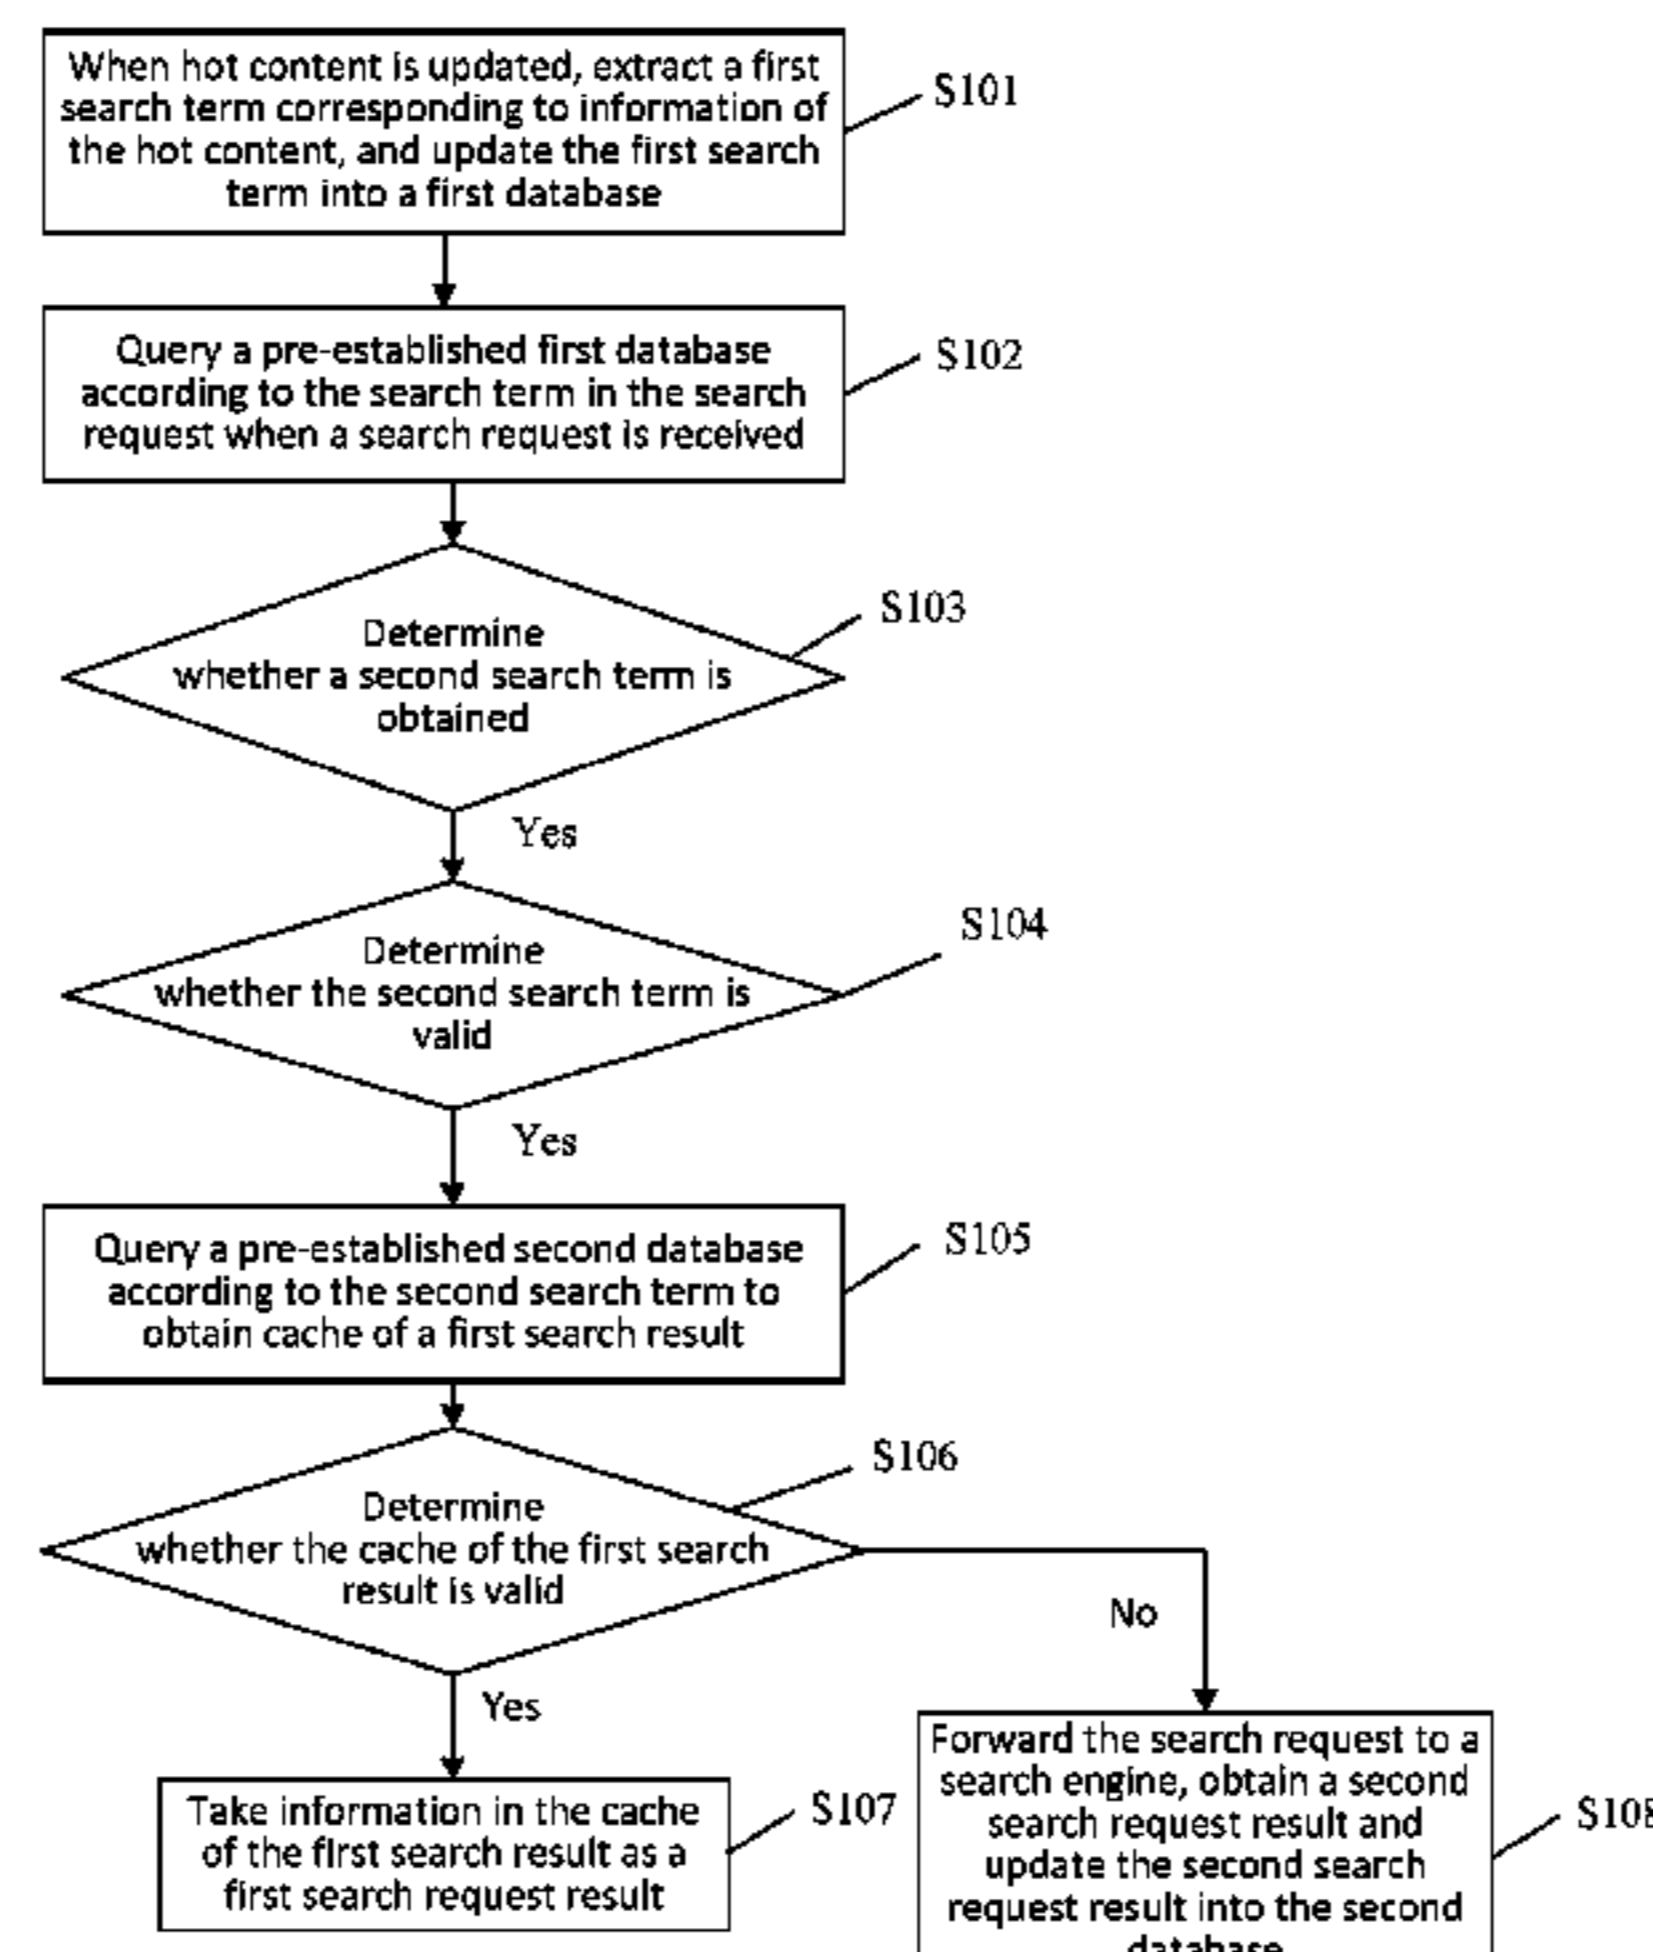 When hot content is updated, extract a first
search term corresponding to information of
the hot content, and update the first search
term into a first database
S101
Query a pre-established first database
according to the search term in the search
request when a search request is received
S102
Determine
whether a second search term is
obtained
S103
Yes
Determine
whether the second search term is
valid
S104
Yes
Query a pre-established second database
according to the second search term to
obtain cache of a first search result
S105
Determine
whether the cache of the first search
result is valid
S106
No
Yes
Take information in the cache
of the first search result as a
first search request result
S107
Forward the search request to a
search engine, obtain a second
search request result and
update the second search
request result into the second
database
S108